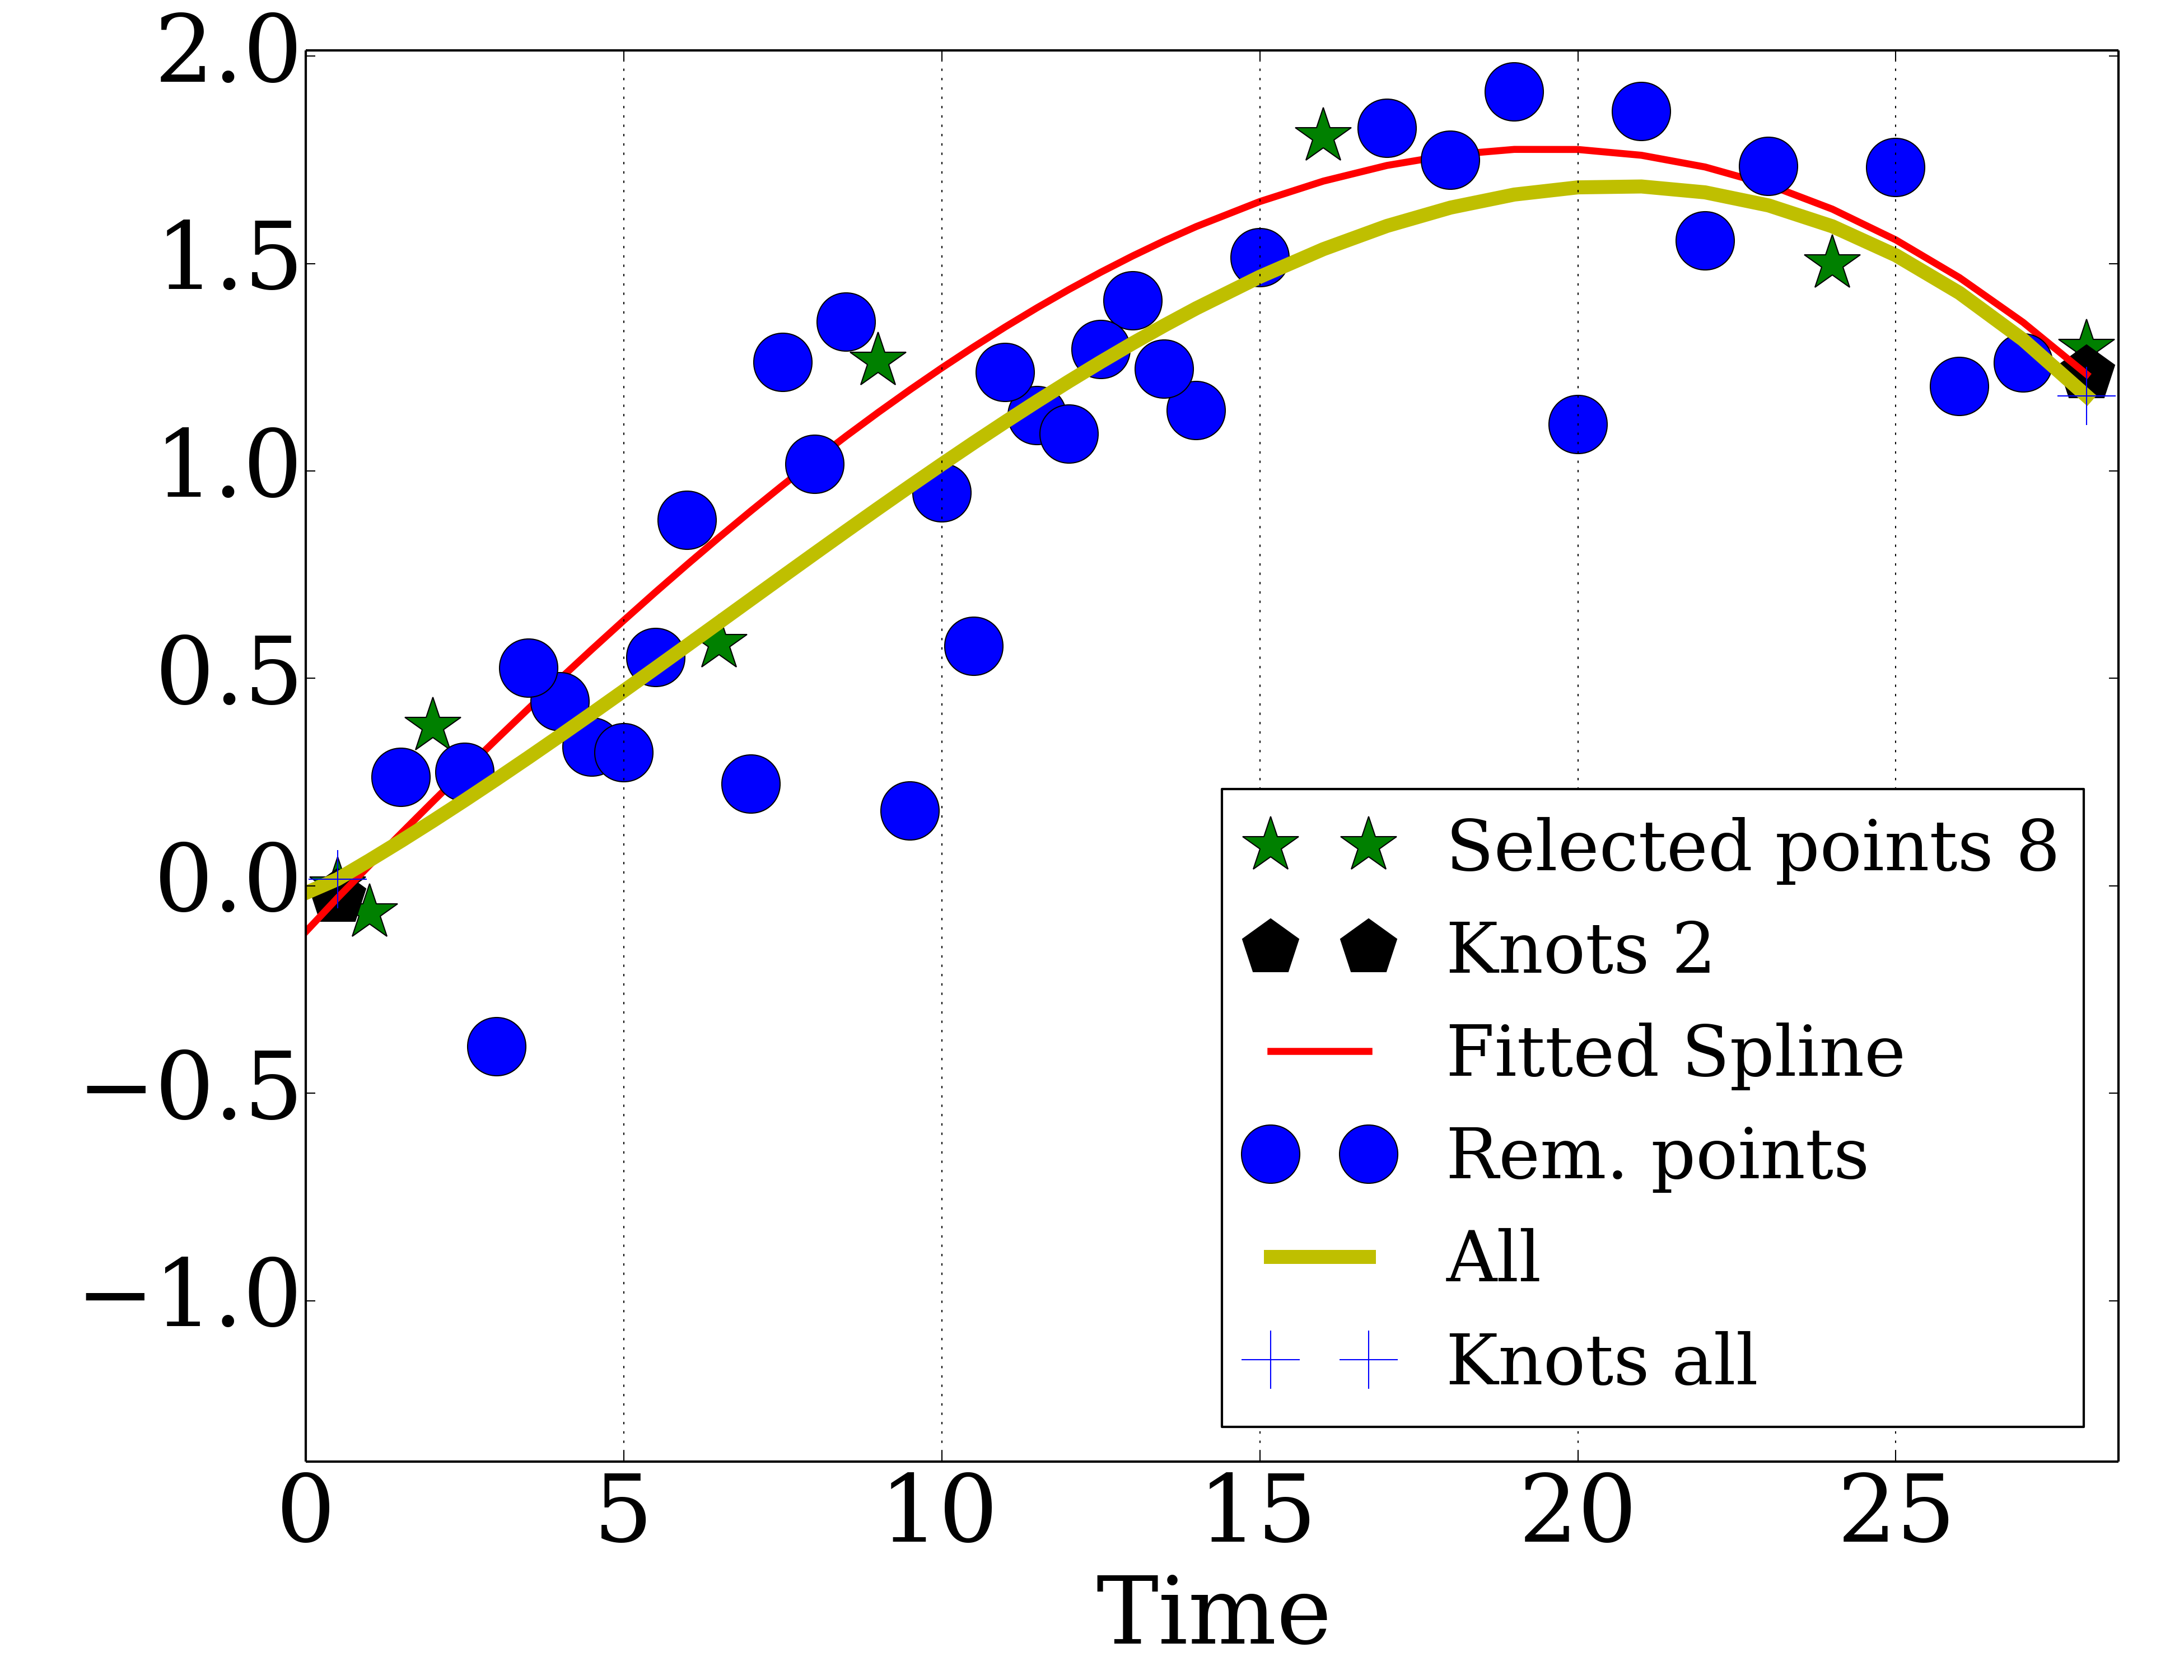 2.0
1.5
1.0
0.5
0.0
−0.5
−1.0
0 5 10 15 20 25
Time
Selected points 8
Knots 2
Fitted Spline
Rem. points
All
Knots all